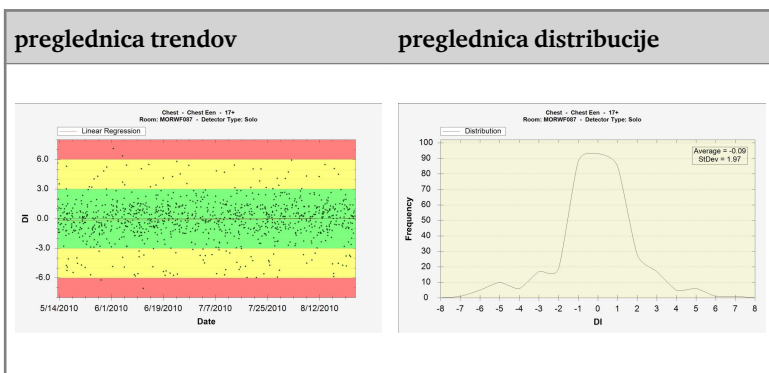 preglednica trendov
preglednica distribucije
Chest - Chest Een - 17+
Room: MORWF087 - Detector Type: Solo
Linear Regression
DI
6.0
3.0
0.0
-3.0
-6.0
5/14/2010 6/1/2010 6/19/2010 7/7/2010 7/25/2010 8/12/2010
Date
Chest - Chest Een - 17+
Room: MORWF087 - Detector Type: Solo
Distribution
Average = -0.09
StDev = 1.97
Frequency
100
90
80
70
60
50
40
30
20
10
0
-8 -7 -6 -5 -4 -3 -2 -1 0 1 2 3 4 5 6 7 8
DI